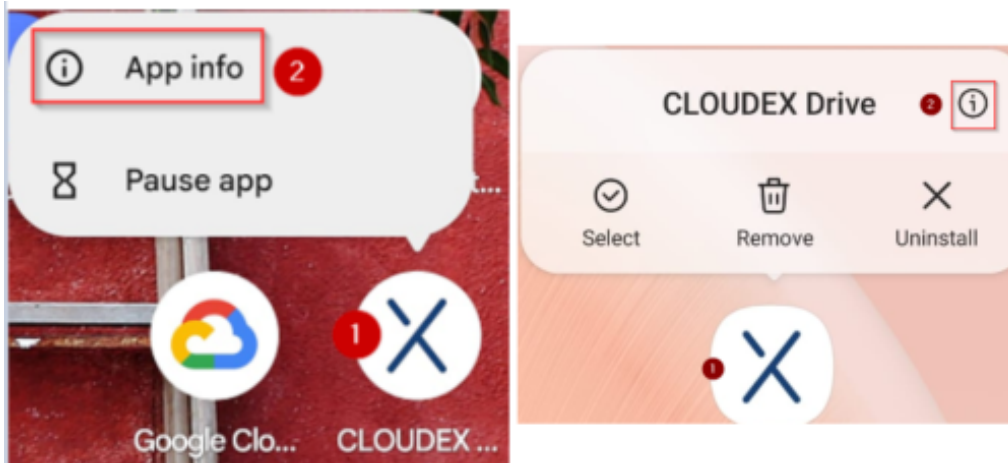 App info
2
Pause app
...
1
Google Clo...
CLOUDEX ...
CLOUDEX Drive
2
Select
Remove
Uninstall
1